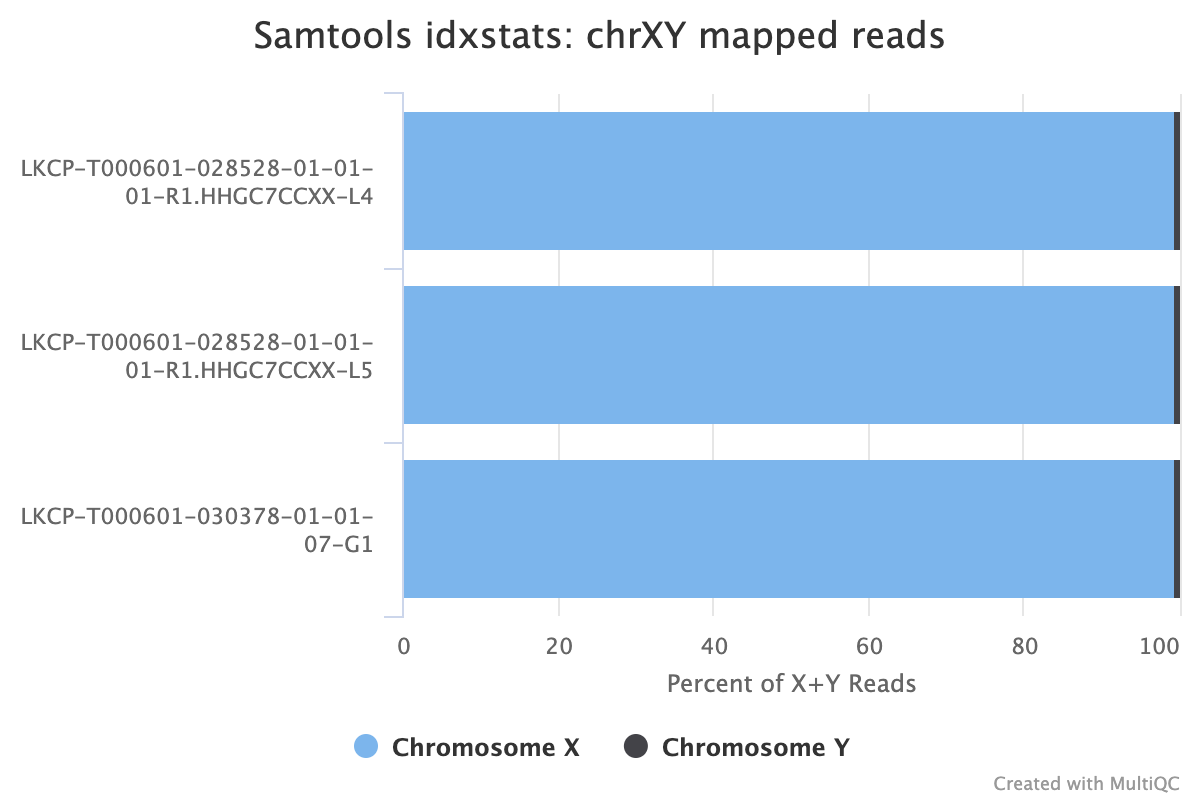 Samtools idxstats: chrXY mapped reads
LKCP-T000601-028528-01-01-
01-R1.HHGC7CCXX-L4
LKCP-T000601-028528-01-01-
01-R1.HHGC7CCXX-L5
LKCP-T000601-030378-01-01-
07-G1
0 20 40 60 80 100
Percent of X+Y Reads
Chromosome X Chromosome Y
Created with MultiQC